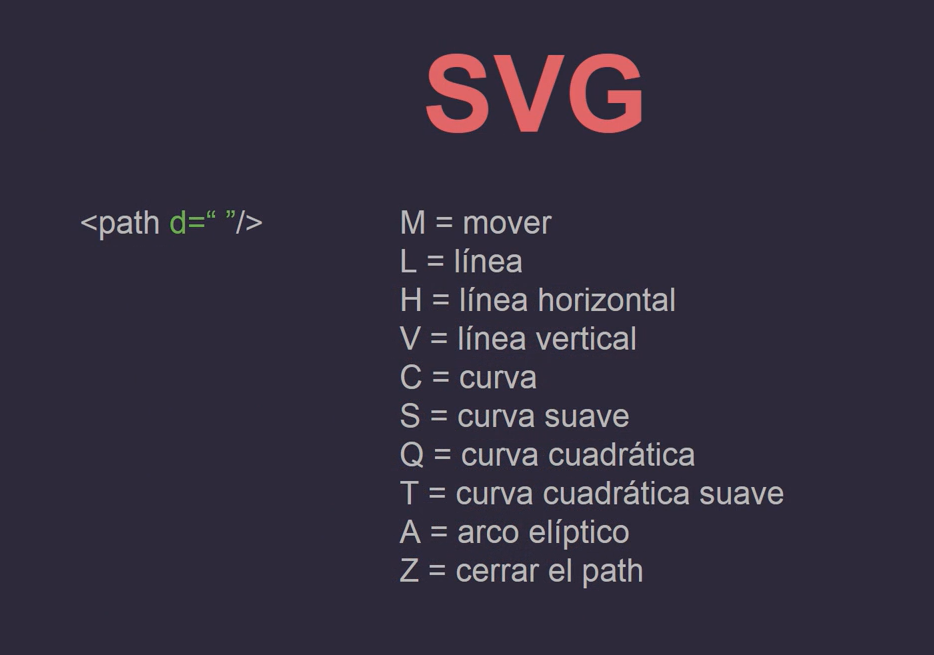 SVG
<path d=“ ”/>
M = mover
L = línea
H = línea horizontal
V = línea vertical
C = curva
S = curva suave
Q = curva cuadrática
T = curva cuadrática suave
A = arco elíptico
Z = cerrar el path